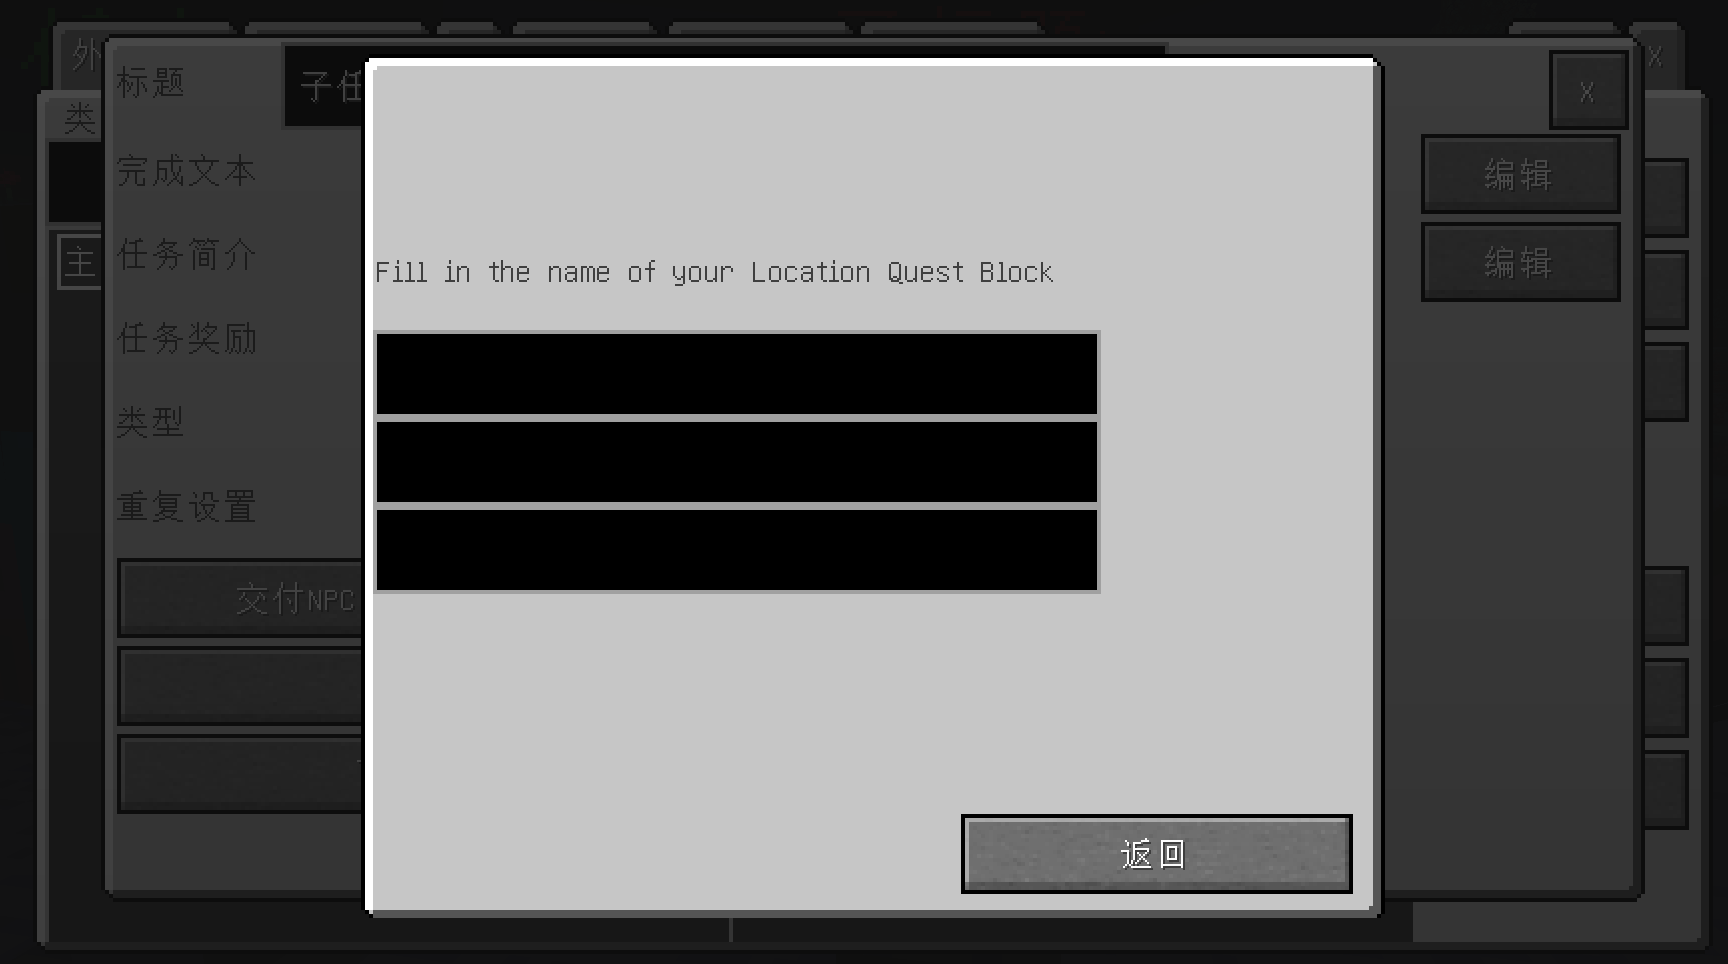 外
X
标题
子任
X
类
完成文本
编辑
任务简介
主
编辑
Fill in the name of your Location Quest Block
任务奖励
类型
重复设置
交付NPC
返回